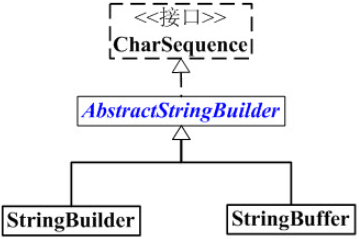 <<接口>>
CharSequence
AbstractStringBuilder
StringBuilder
StringBuffer